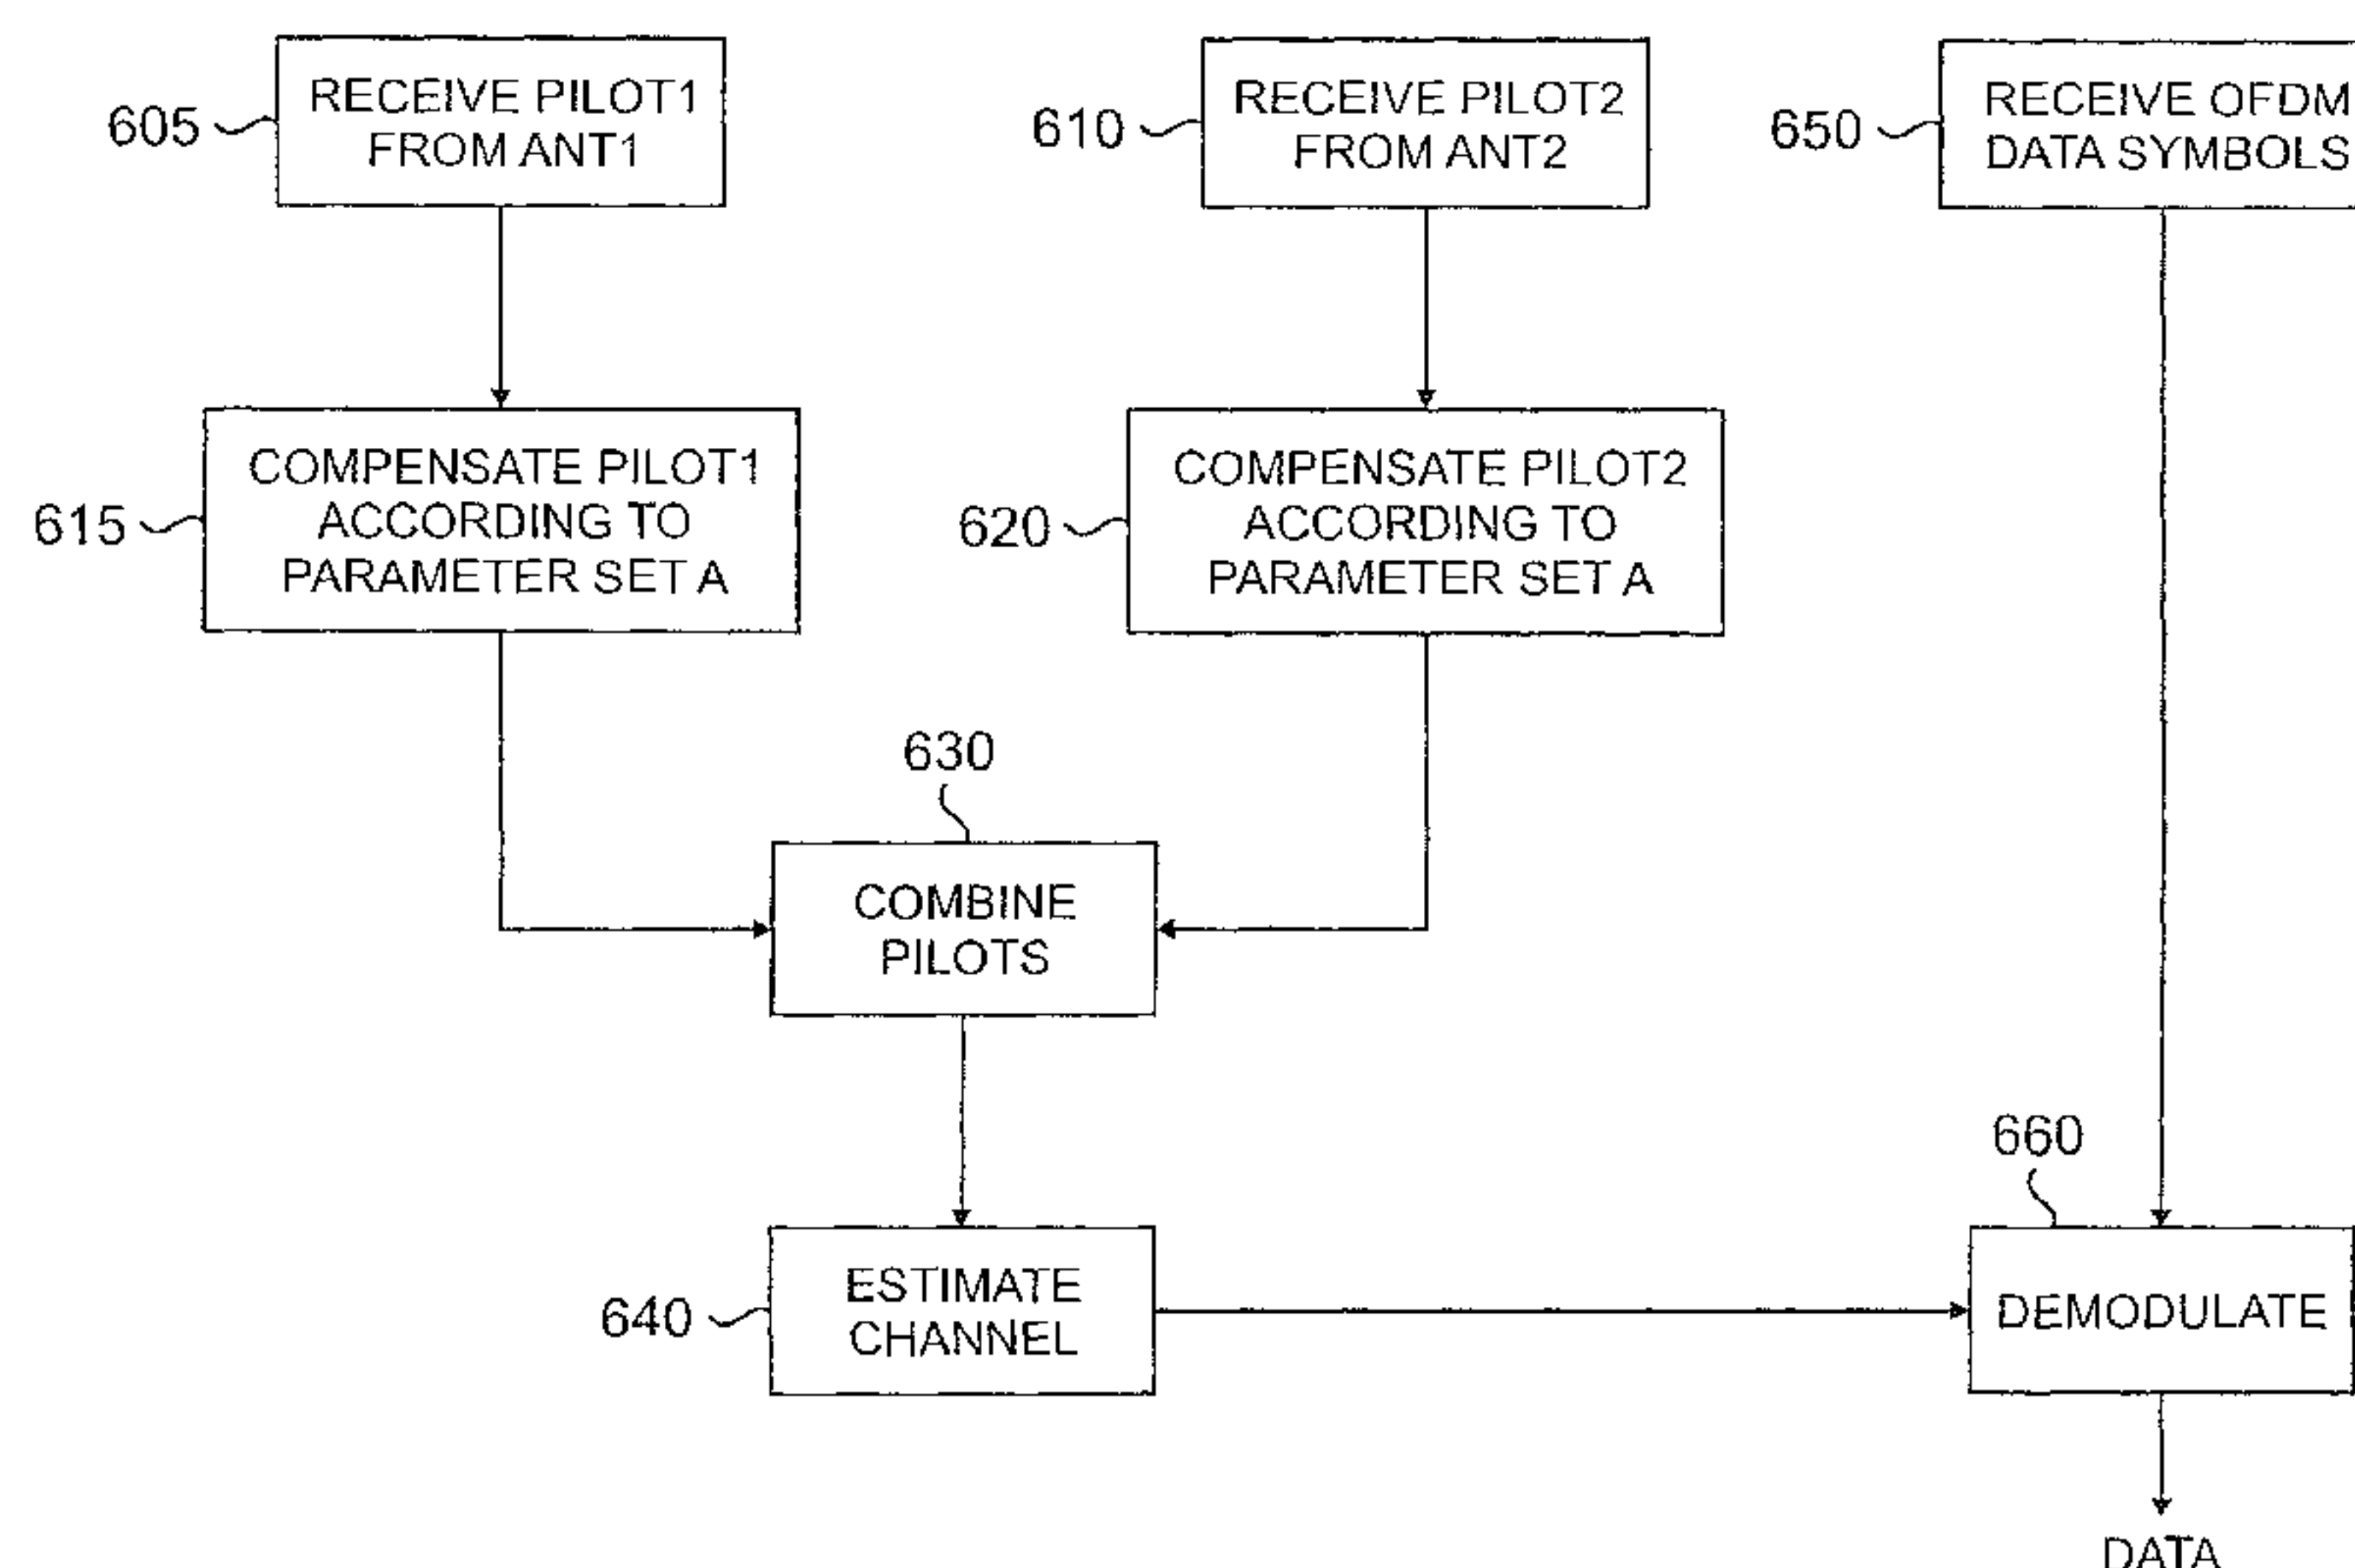 605
RECEIVE PILOT1
FROM ANT1
610
RECEIVE PILOT2
FROM ANT2
650
RECEIVE OFDM
DATA SYMBOLS
615
COMPENSATE PILOT1
ACCORDING TO
PARAMETER SET A
620
COMPENSATE PILOT2
ACCORDING TO
PARAMETER SET A
630
COMBINE
PILOTS
640
ESTIMATE
CHANNEL
660
DEMODULATE
DATA